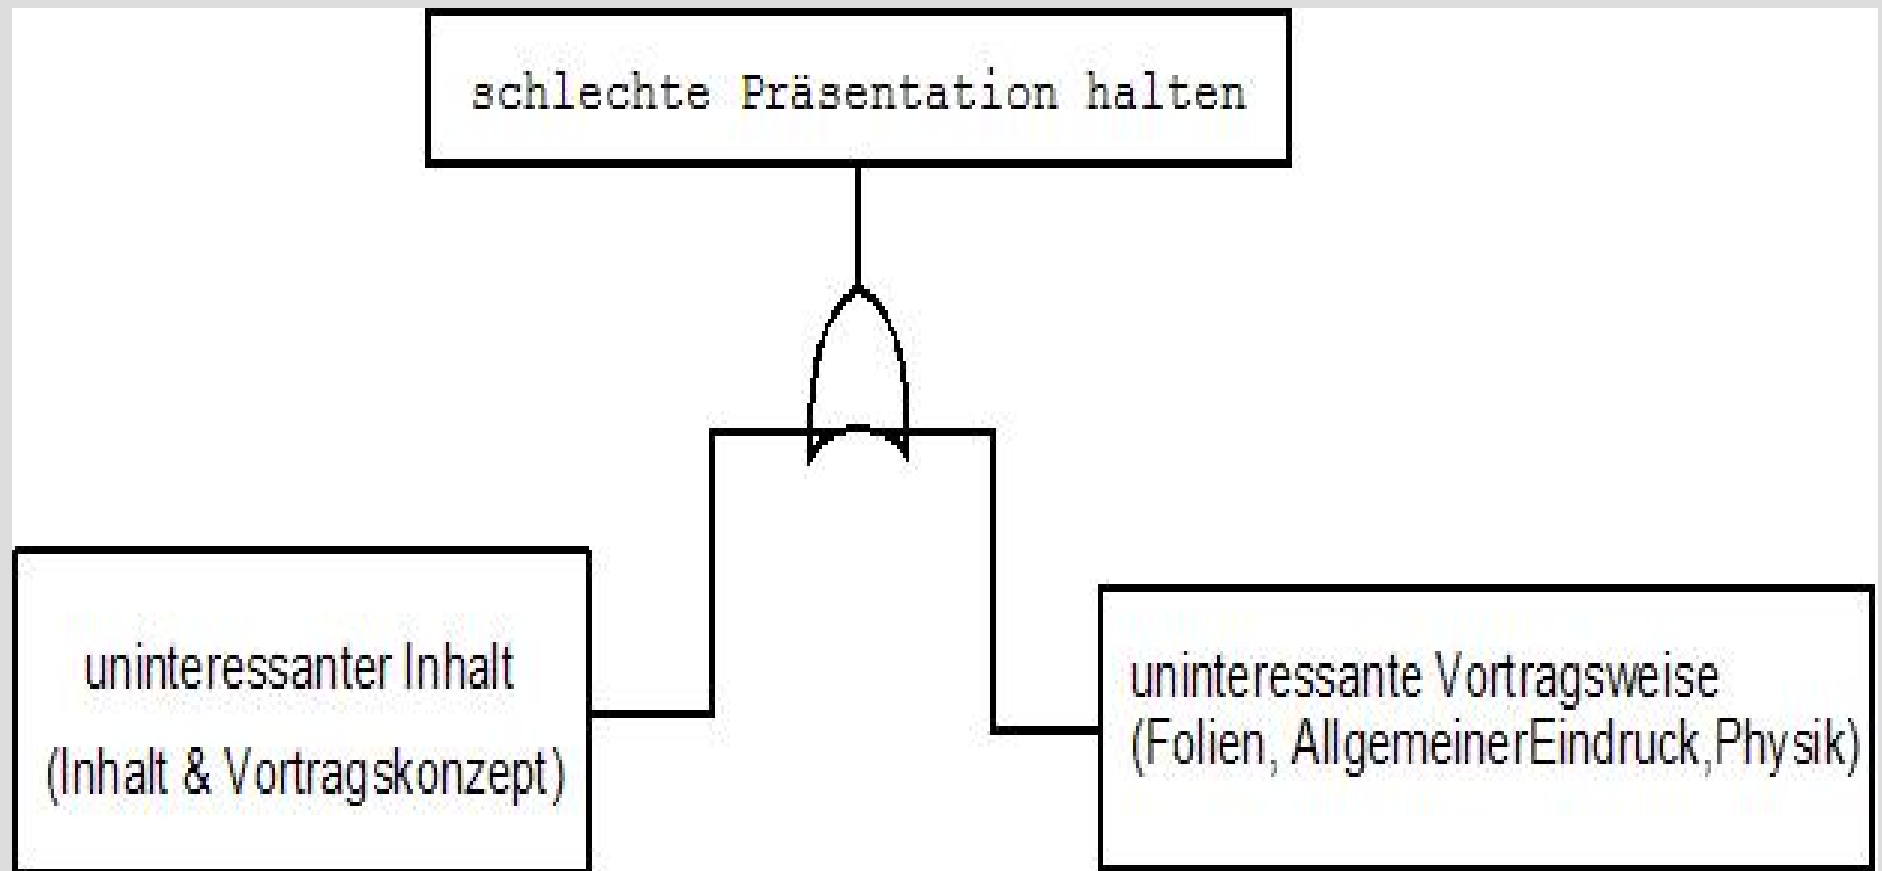 schlechte Präsentation halten
uninteressanter Inhalt
(Inhalt & Vortragskonzept)
uninteressante Vortragsweise
(Folien, AllgemeinerEindruck,Physik)